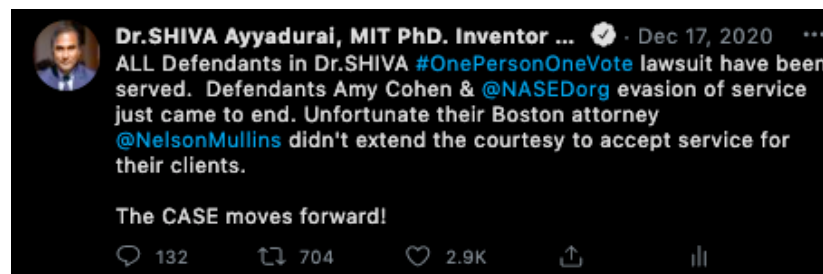 Dr.SHIVA Ayyadurai, MIT PhD. Inventor ... · Dec 17, 2020 ···
ALL Defendants in Dr.SHIVA #OnePersonOneVote lawsuit have been
served.  Defendants Amy Cohen & @NASEDorg evasion of service
just came to end. Unfortunate their Boston attorney
@NelsonMullins didn't extend the courtesy to accept service for
their clients.
The CASE moves forward!
132 704 2.9K